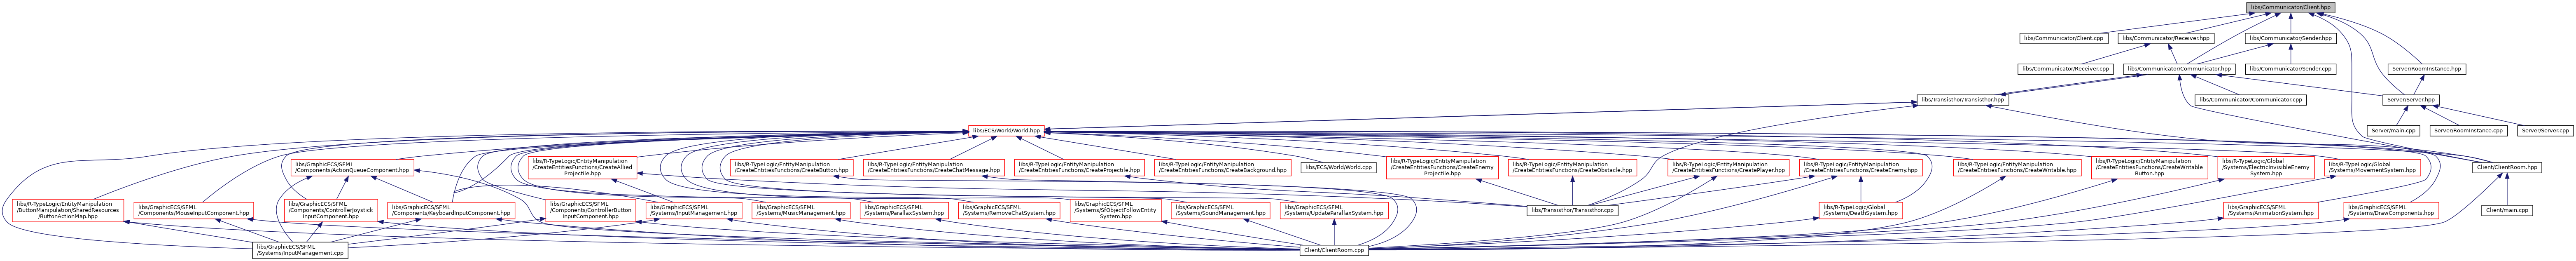 libs/Communicator/Client.hpp
libs/Communicator/Client.cpp
libs/Communicator/Receiver.hpp
libs/Communicator/Sender.hpp
libs/Communicator/Receiver.cpp
libs/Communicator/Communicator.hpp
libs/Communicator/Sender.cpp
Server/RoomInstance.hpp
libs/Transisthor/Transisthor.hpp
libs/Communicator/Communicator.cpp
Server/Server.hpp
libs/ECS/World/World.hpp
Server/main.cpp
Server/RoomInstance.cpp
Server/Server.cpp
libs/GraphicECS/SFML
/Components/ActionQueueComponent.hpp
libs/R-TypeLogic/EntityManipulation
/CreateEntitiesFunctions/CreateAlliedProjectile.hpp
libs/R-TypeLogic/EntityManipulation
/CreateEntitiesFunctions/CreateButton.hpp
libs/R-TypeLogic/EntityManipulation
/CreateEntitiesFunctions/CreateChatMessage.hpp
libs/R-TypeLogic/EntityManipulation
/CreateEntitiesFunctions/CreateProjectile.hpp
libs/R-TypeLogic/EntityManipulation
/CreateEntitiesFunctions/CreateBackground.hpp
libs/ECS/World/World.cpp
libs/R-TypeLogic/EntityManipulation
/CreateEntitiesFunctions/CreateEnemy
Projectile.hpp
libs/R-TypeLogic/EntityManipulation
/CreateEntitiesFunctions/CreateObstacle.hpp
libs/R-TypeLogic/EntityManipulation
/CreateEntitiesFunctions/CreatePlayer.hpp
libs/R-TypeLogic/EntityManipulation
/CreateEntitiesFunctions/CreateEnemy.hpp
libs/R-TypeLogic/EntityManipulation
/CreateEntitiesFunctions/CreateWritable.hpp
libs/R-TypeLogic/EntityManipulation
/CreateEntitiesFunctions/CreateWritable
Button.hpp
libs/R-TypeLogic/Global
/Systems/ElectricInvisibleEnemy
System.hpp
libs/R-TypeLogic/Global
/Systems/MovementSystem.hpp
Client/ClientRoom.hpp
libs/R-TypeLogic/EntityManipulation
/ButtonManipulation/SharedResources
/ButtonActionMap.hpp
libs/GraphicECS/SFML
/Components/MouseInputComponent.hpp
libs/GraphicECS/SFML
/Components/ControllerJoystick
InputComponent.hpp
libs/GraphicECS/SFML
/Components/KeyboardInputComponent.hpp
libs/GraphicECS/SFML
/Components/ControllerButton
InputComponent.hpp
libs/GraphicECS/SFML
/Systems/InputManagement.hpp
libs/GraphicECS/SFML
/Systems/MusicManagement.hpp
libs/GraphicECS/SFML
/Systems/ParallaxSystem.hpp
libs/GraphicECS/SFML
/Systems/RemoveChatSystem.hpp
libs/GraphicECS/SFML
/Systems/SfObjectFollowEntity
System.hpp
libs/GraphicECS/SFML
/Systems/SoundManagement.hpp
libs/GraphicECS/SFML
/Systems/UpdateParallaxSystem.hpp
libs/Transisthor/Transisthor.cpp
libs/R-TypeLogic/Global
/Systems/DeathSystem.hpp
libs/GraphicECS/SFML
/Systems/AnimationSystem.hpp
libs/GraphicECS/SFML
/Systems/DrawComponents.hpp
Client/main.cpp
libs/GraphicECS/SFML
/Systems/InputManagement.cpp
Client/ClientRoom.cpp